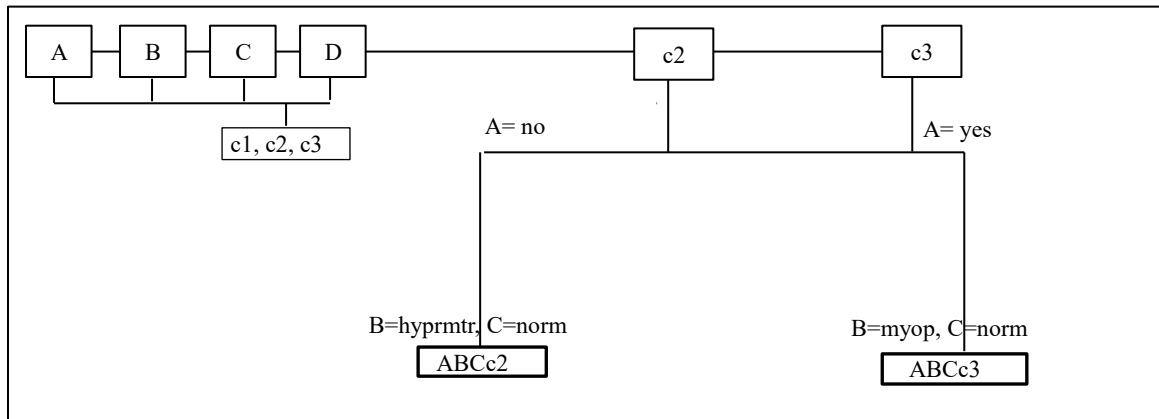 A B C D c2 c3
c1, c2, c3
A= no
A= yes
B=hyprmtr, C=norm
B=myop, C=norm
ABCc2
ABCc3